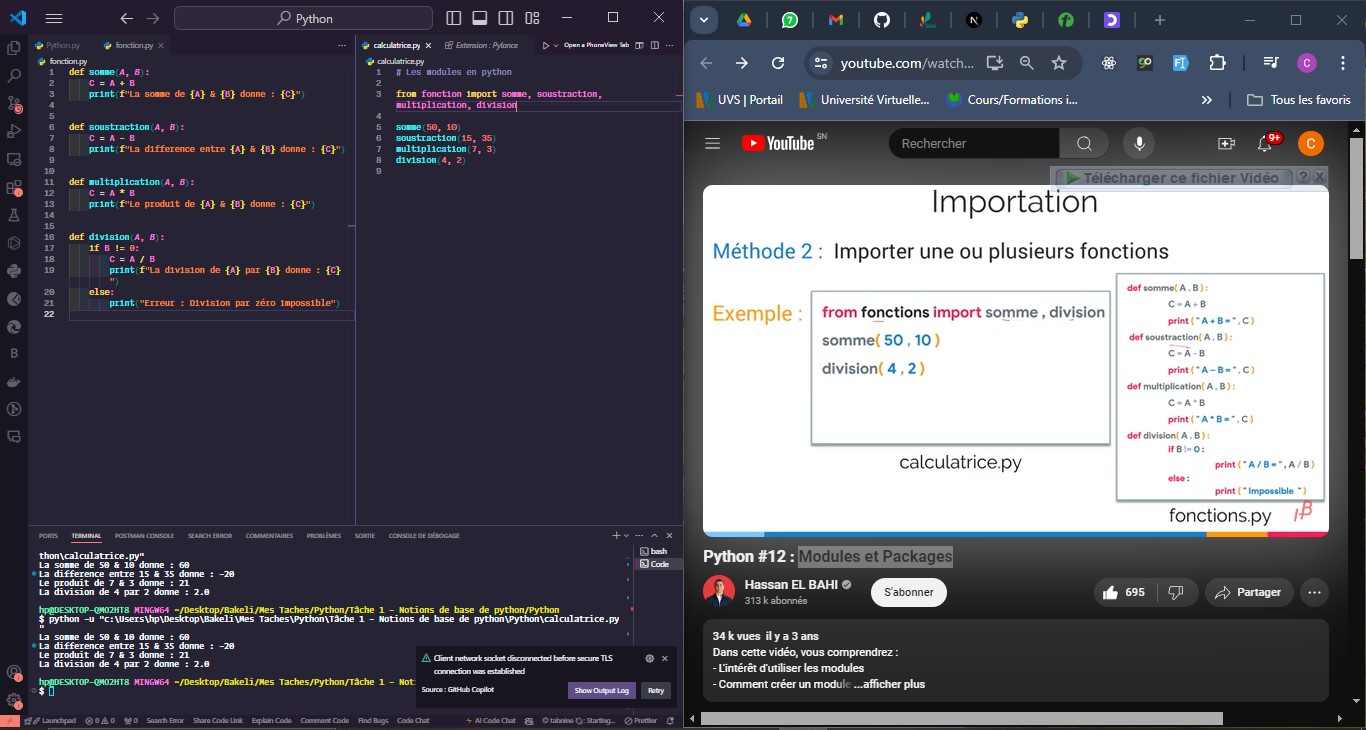 Python
Python.py
fonction.py
fonction.py
1 def somme(A, B):
2 C = A + B
3 print(f"La somme de {A} & {B} donne : {C}")
4
5
6 def soustraction(A, B):
7 C = A - B
8 print(f"La difference entre {A} & {B} donne : {C}")
9
10
11 def multiplication(A, B):
12 C = A * B
13 print(f"Le produit de {A} & {B} donne : {C}")
14
15
16 def division(A, B):
17 if B != 0:
18 C = A / B
19 print(f"La division de {A} par {B} donne : {C}
")
20 else:
21 print("Erreur : Division par zéro impossible")
22
calculatrice.py
Extension : Pylance
Open a PhoneView Tab
calculatrice.py
1 # Les modules en python
2
3 from fonction import somme, soustraction,
multiplication, division
4
5 somme(50, 10)
6 soustraction(15, 35)
7 multiplication(7, 3)
8 division(4, 2)
9
PORTS TERMINAL POSTMAN CONSOLE SEARCH ERROR COMMENTAIRES PROBLÈMES SORTIE CONSOLE DE DÉBOGAGE
bash
Code
thon\calculatrice.py"
La somme de 50 & 10 donne : 60
La difference entre 15 & 35 donne : -20
Le produit de 7 & 3 donne : 21
La division de 4 par 2 donne : 2.0
hp@DESKTOP-QMO2HT8 MINGW64 ~/Desktop/Bakeli/Mes Taches/Python/Tâche 1 - Notions de base de python/Python
$ python -u "c:\Users\hp\Desktop\Bakeli\Mes Taches\Python\Tâche 1 - Notions de base de python\Python\calculatrice.py
"
La somme de 50 & 10 donne : 60
La difference entre 15 & 35 donne : -20
Le produit de 7 & 3 donne : 21
La division de 4 par 2 donne : 2.0
hp@DESKTOP-QMO2HT8 MINGW64 ~/Desktop/Bakeli/Mes Taches/Python/Tâche 1 - Not
$
Client network socket disconnected before secure TLS
connection was established
Source : GitHub Copilot
Show Output Log
Retry
Launchpad 0 0 0 Search Error Share Code Link Explain Code Comment Code Find Bugs Code Chat AI Code Chat tabnine Starting... Prettier
youtube.com/watch...
C
UVS | Portail
Université Virtuelle...
Cours/Formations i...
Tous les favoris
YouTube SN
Rechercher
9+
C
Télécharger ce fichier Vidéo ? X
Importation
Méthode 2 : Importer une ou plusieurs fonctions
Exemple :
from fonctions import somme , division
somme( 50 , 10 )
division( 4 , 2 )
calculatrice.py
def somme( A , B ) :
C = A + B
print ( " A + B = " , C )
def soustraction( A , B ) :
C = A - B
print ( " A – B = " , C )
def multiplication( A , B ) :
C = A * B
print ( " A * B = " , C )
def division( A , B ) :
if B != 0 :
print ( " A / B = " , A / B )
else :
print ( " Impossible " )
fonctions.py
Python #12 : Modules et Packages
Hassan EL BAHI
313 k abonnés
S'abonner
695
Partager
34 k vues il y a 3 ans
Dans cette vidéo, vous comprendrez :
- L'intérêt d'utiliser les modules
- Comment créer un module ...afficher plus